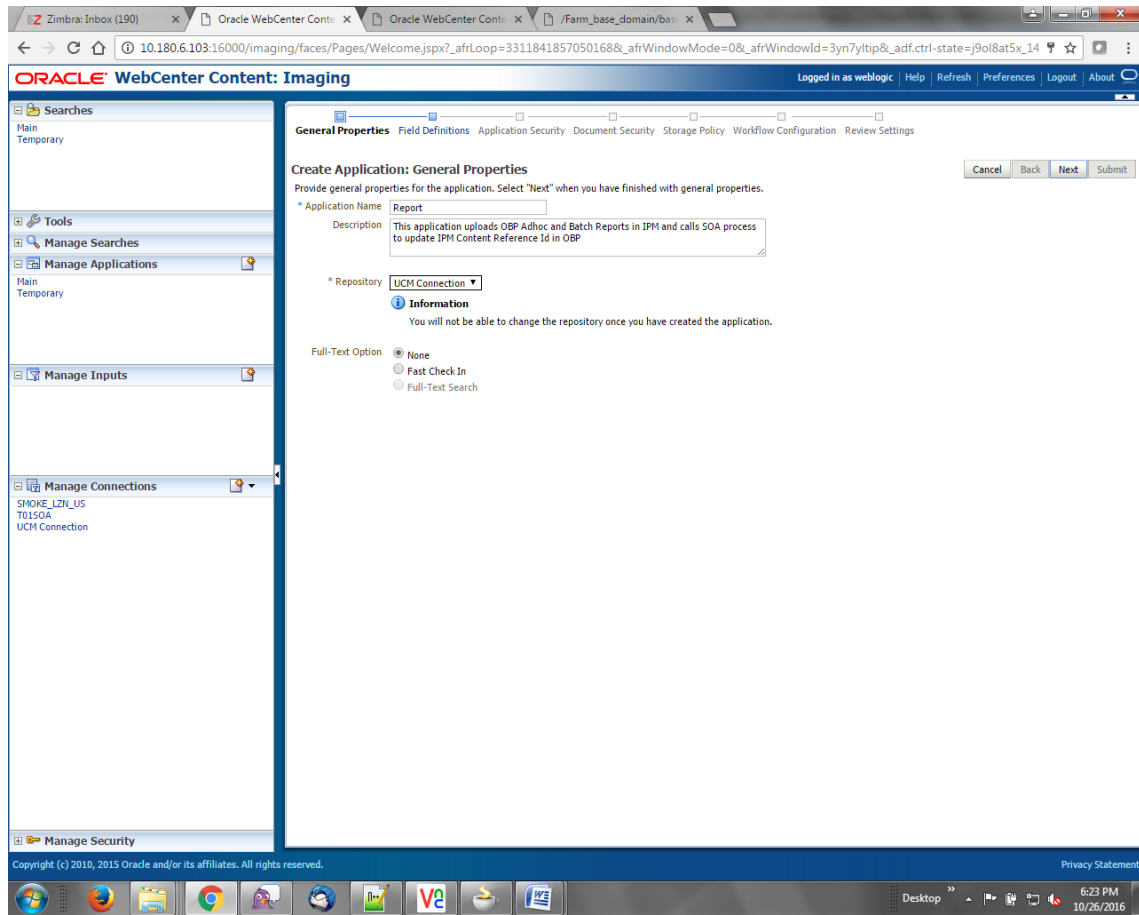 Zimbra: Inbox (190)
Oracle WebCenter Conte
Oracle WebCenter Conte
/Farm_base_domain/bas
10.180.6.103:16000/imaging/faces/Pages/Welcome.jspx?_afrLoop=3311841857050168&_afrWindowMode=0&_afrWindowId=3yn7yltip&_adf.ctrl-state=j9ol8at5x_14
ORACLE WebCenter Content: Imaging
Logged in as weblogic Help Refresh Preferences Logout About
Searches
Main
Temporary
Tools
Manage Searches
Manage Applications
Main
Temporary
Manage Inputs
Manage Connections
SMOKE_LZN_US
T01SOA
UCM Connection
Manage Security
General Properties Field Definitions Application Security Document Security Storage Policy Workflow Configuration Review Settings
Create Application: General Properties
Cancel Back Next Submit
Provide general properties for the application. Select "Next" when you have finished with general properties.
* Application Name Report
Description This application uploads OBP Adhoc and Batch Reports in IPM and calls SOA process
to update IPM Content Reference Id in OBP
* Repository UCM Connection
Information
You will not be able to change the repository once you have created the application.
Full-Text Option None
Fast Check In
Full-Text Search
Copyright (c) 2010, 2015 Oracle and/or its affiliates. All rights reserved.
Privacy Statement
Desktop
6:23 PM
10/26/2016